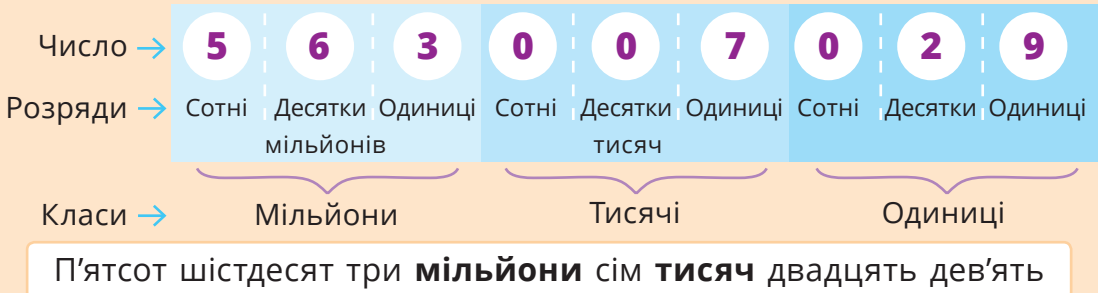 Число → 5 6 3 0 0 7 0 2 9
Розряди → Сотні Десятки Одиниці Сотні Десятки Одиниці Сотні Десятки Одиниці
мільйонів тисяч
Класи → Мільйони Тисячі Одиниці
П’ятсот шістдесят три мільйони сім тисяч двадцять дев’ять